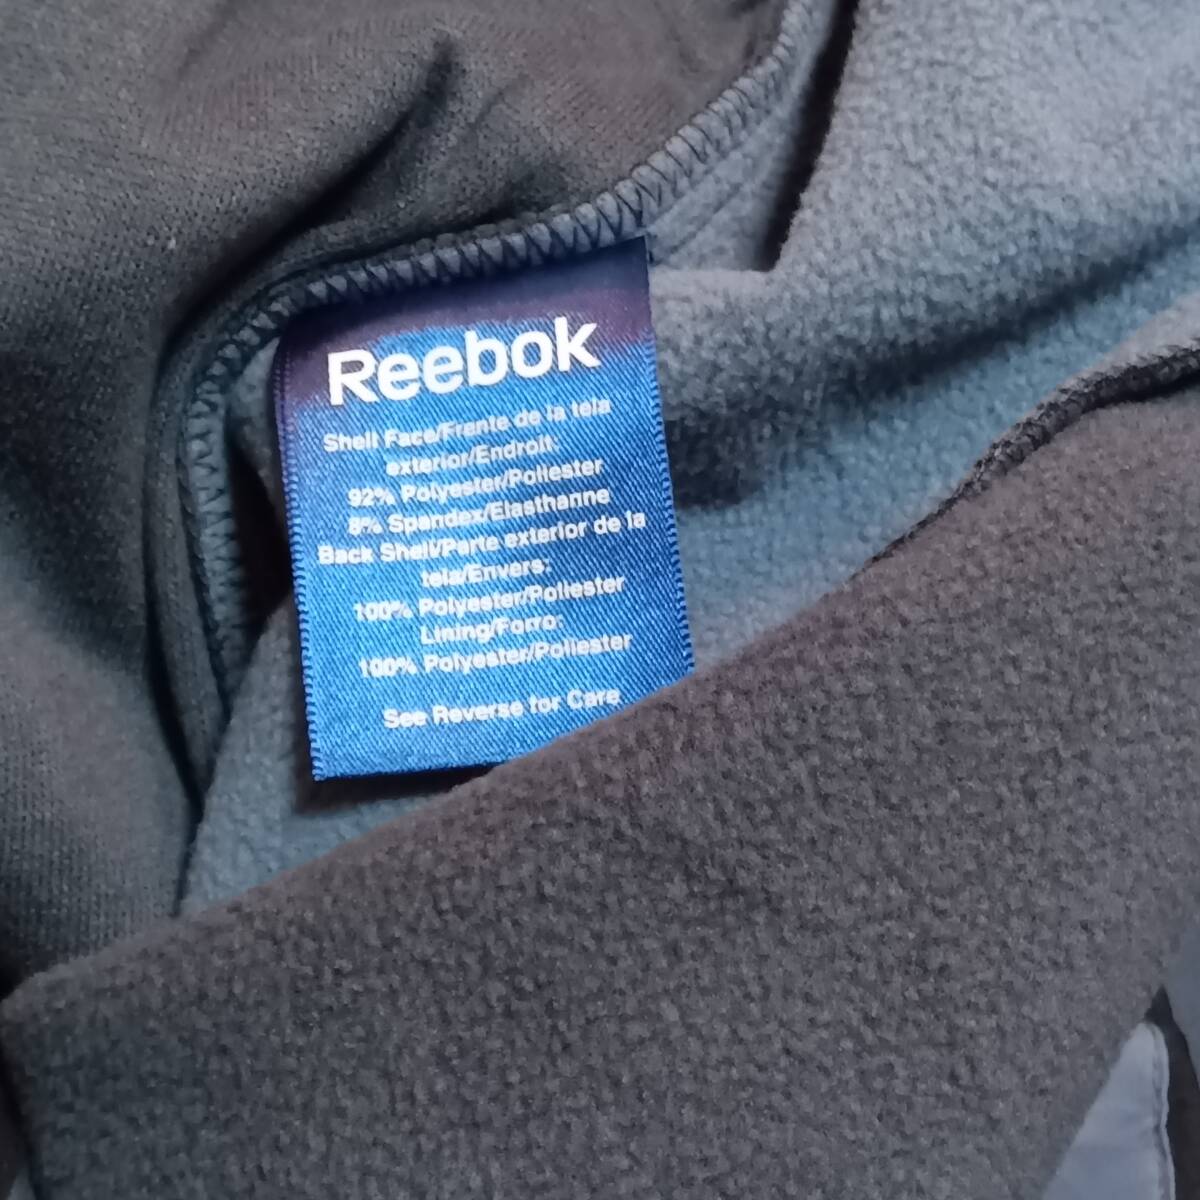 Reebok
Shell Face/Frente de la tela
exterior/Endroit:
92% Polyester/Poliester
8% Spandex/Elasthanne
Back Shell/Parte exterior de la
tela/Envers:
100% Polyester/Poliester
Lining/Forro:
100% Polyester/Poliester
See Reverse for Care